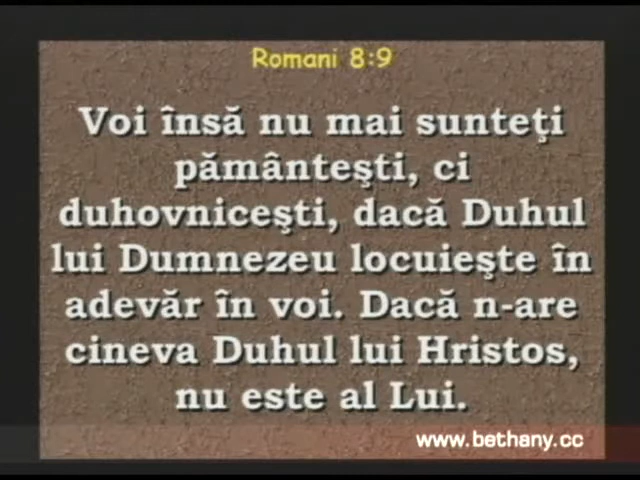 Romani 8:9
Voi însă nu mai sunteţi
pământeşti, ci
duhovniceşti, dacă Duhul
lui Dumnezeu locuieşte în
adevăr în voi. Dacă n-are
cineva Duhul lui Hristos,
nu este al Lui.
www.bethany.cc